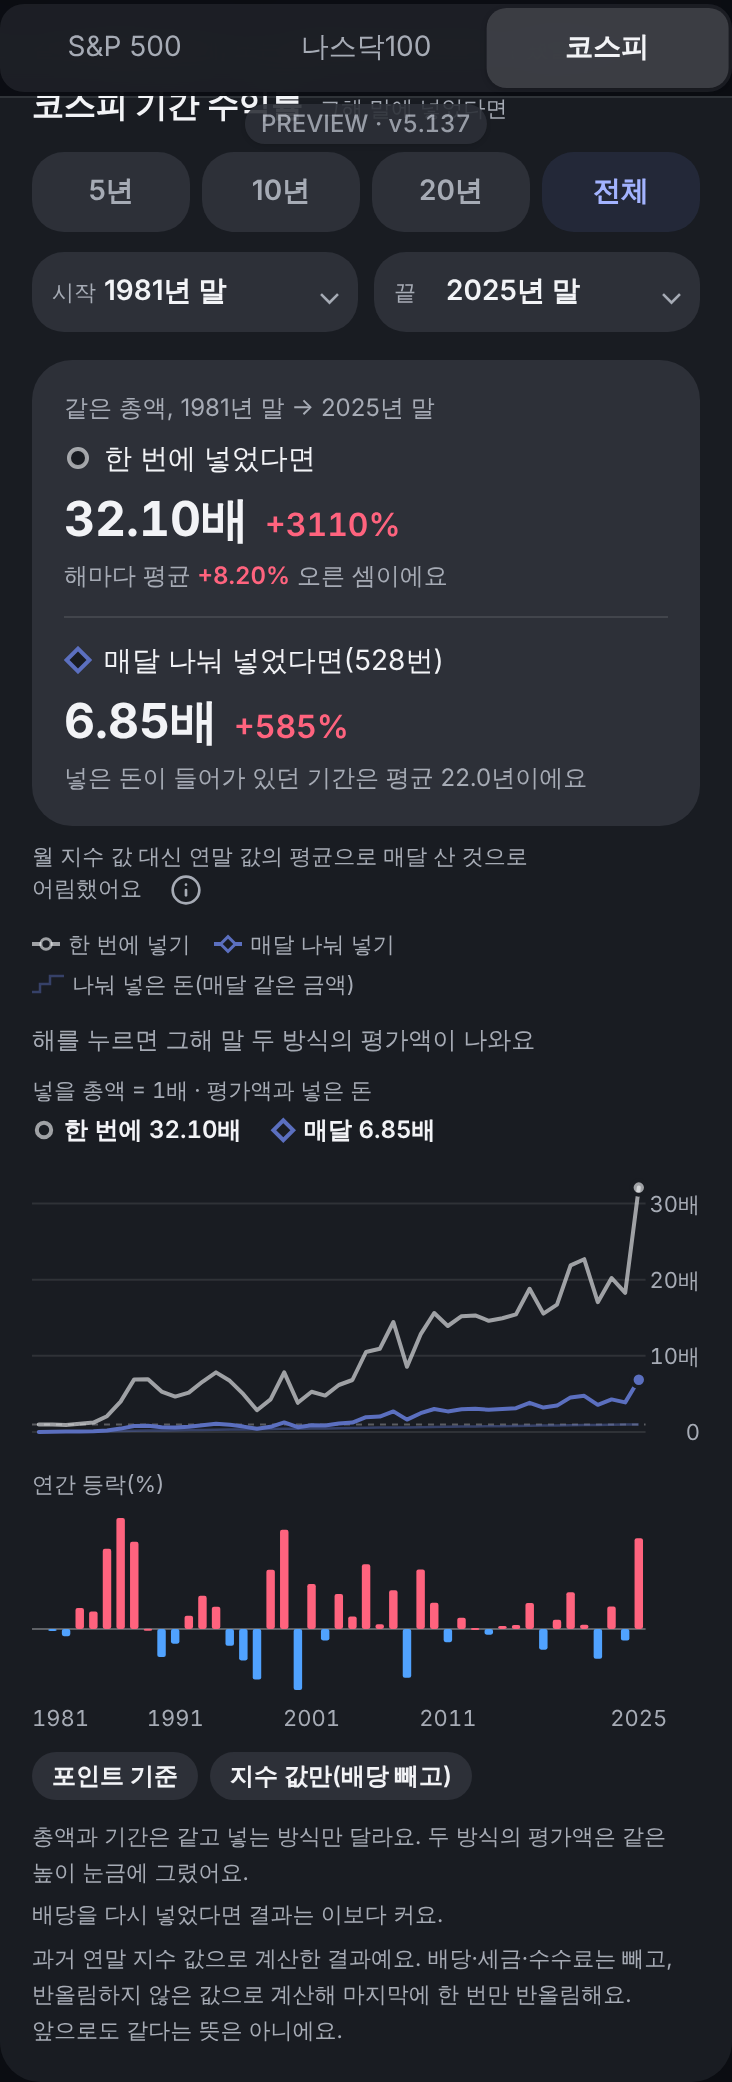 S&P 500
나스닥100
코스피
코스피 기간 수익률 그해 말에 넣었다면
PREVIEW · v5.137
5년
10년
20년
전체
시작 1981년 말
끝 2025년 말
같은 총액, 1981년 말 → 2025년 말
한 번에 넣었다면
32.10배 +3110%
해마다 평균 +8.20% 오른 셈이에요
매달 나눠 넣었다면(528번)
6.85배 +585%
넣은 돈이 들어가 있던 기간은 평균 22.0년이에요
월 지수 값 대신 연말 값의 평균으로 매달 산 것으로
어림했어요
한 번에 넣기 매달 나눠 넣기
나눠 넣은 돈(매달 같은 금액)
해를 누르면 그해 말 두 방식의 평가액이 나와요
넣을 총액 = 1배 · 평가액과 넣은 돈
한 번에 32.10배 매달 6.85배
30배
20배
10배
0
연간 등락(%)
1981 1991 2001 2011 2025
포인트 기준 지수 값만(배당 빼고)
총액과 기간은 같고 넣는 방식만 달라요. 두 방식의 평가액은 같은
높이 눈금에 그렸어요.
배당을 다시 넣었다면 결과는 이보다 커요.
과거 연말 지수 값으로 계산한 결과예요. 배당·세금·수수료는 빼고,
반올림하지 않은 값으로 계산해 마지막에 한 번만 반올림해요.
앞으로도 같다는 뜻은 아니에요.